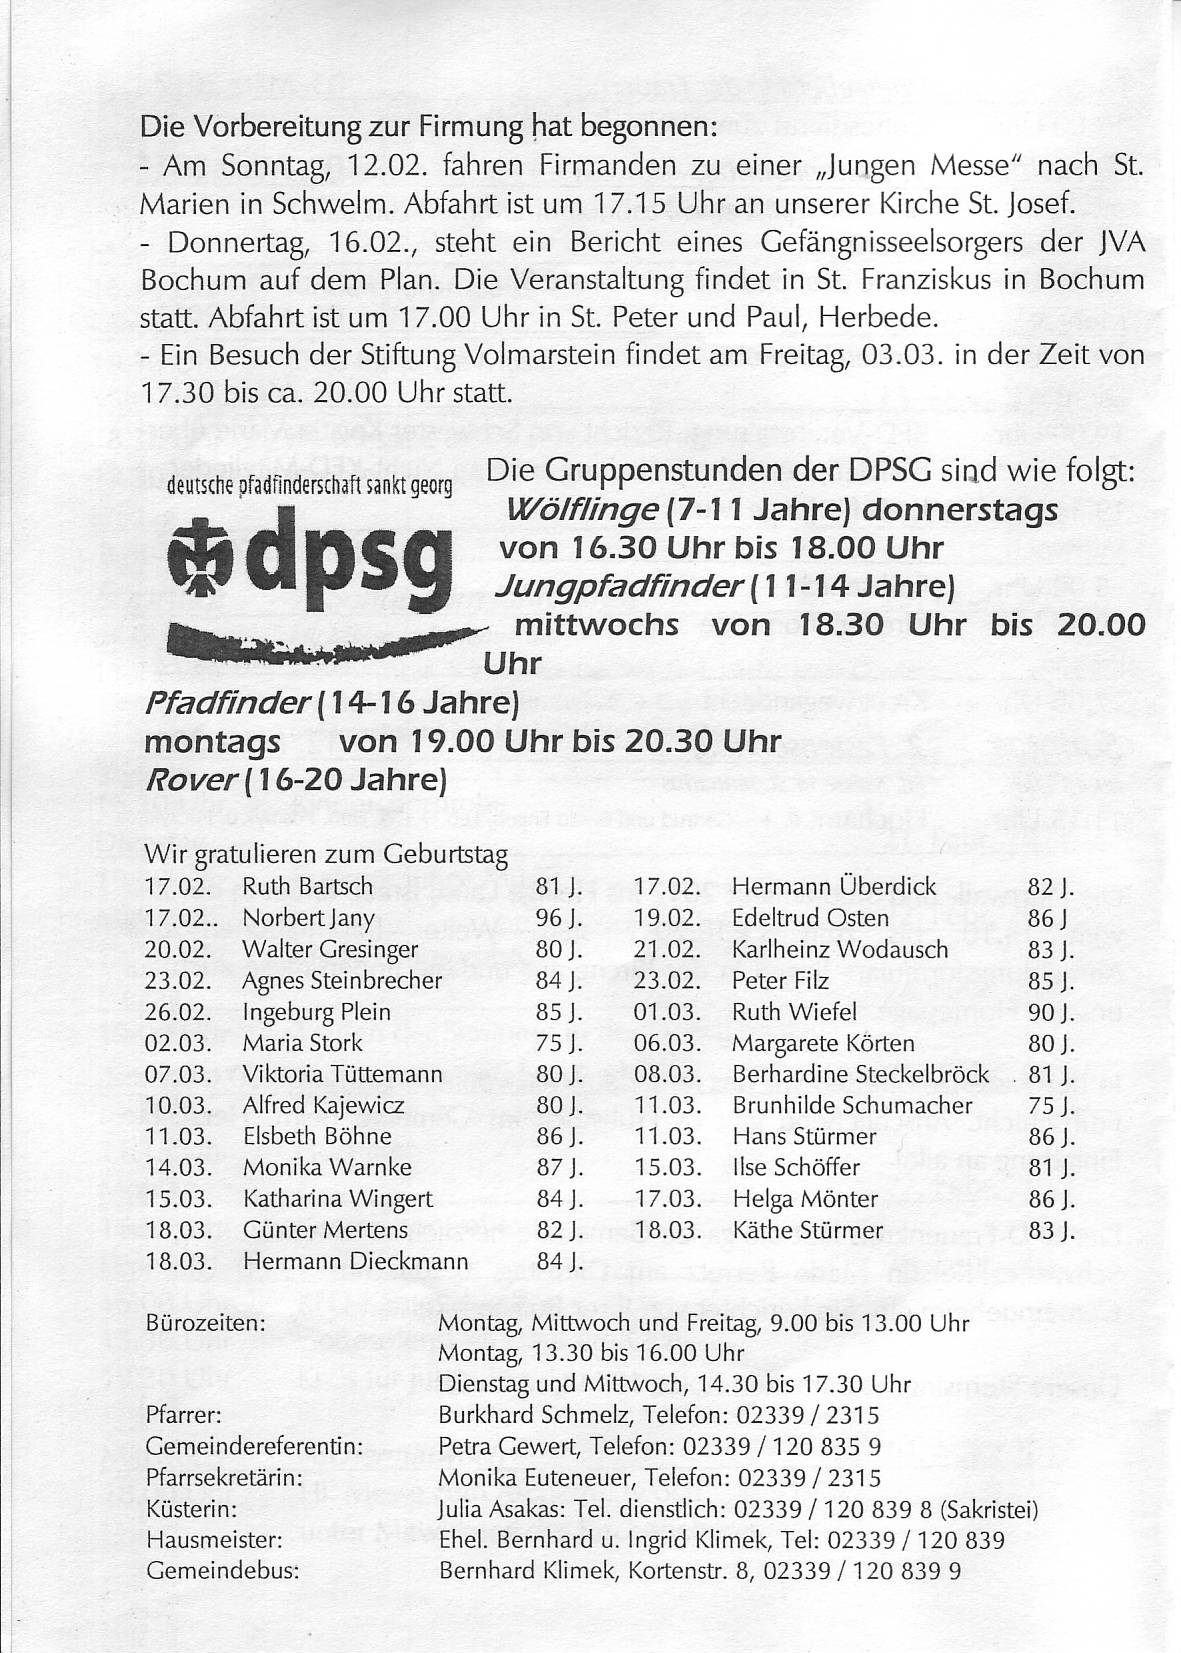 Die Vorbereitung zur Firmung hat begonnen:
- Am Sonntag, 12.02. fahren Firmanden zu einer „Jungen Messe“ nach St.
Marien in Schwelm. Abfahrt ist um 17.15 Uhr an unserer Kirche St. Josef.
- Donnertag, 16.02., steht ein Bericht eines Gefängnisseelsorgers der JVA
Bochum auf dem Plan. Die Veranstaltung findet in St. Franziskus in Bochum
statt. Abfahrt ist um 17.00 Uhr in St. Peter und Paul, Herbede.
- Ein Besuch der Stiftung Volmarstein findet am Freitag, 03.03. in der Zeit von
17.30 bis ca. 20.00 Uhr statt.
deutsche pfadfinderschaft sankt georg
dpsg
Die Gruppenstunden der DPSG sind wie folgt:
Wölflinge (7-11 Jahre) donnerstags
von 16.30 Uhr bis 18.00 Uhr
Jungpfadfinder (11-14 Jahre)
mittwochs von 18.30 Uhr bis 20.00
Uhr
Pfadfinder (14-16 Jahre)
montags von 19.00 Uhr bis 20.30 Uhr
Rover (16-20 Jahre)
Wir gratulieren zum Geburtstag
17.02. Ruth Bartsch 81 J. 17.02. Hermann Überdick 82 J.
17.02.. Norbert Jany 96 J. 19.02. Edeltrud Osten 86 J
20.02. Walter Gresinger 80 J. 21.02. Karlheinz Wodausch 83 J.
23.02. Agnes Steinbrecher 84 J. 23.02. Peter Filz 85 J.
26.02. Ingeburg Plein 85 J. 01.03. Ruth Wiefel 90 J.
02.03. Maria Stork 75 J. 06.03. Margarete Körten 80 J.
07.03. Viktoria Tüttemann 80 J. 08.03. Berhardine Steckelbröck 81 J.
10.03. Alfred Kajewicz 80 J. 11.03. Brunhilde Schumacher 75 J.
11.03. Elsbeth Böhne 86 J. 11.03. Hans Stürmer 86 J.
14.03. Monika Warnke 87 J. 15.03. Ilse Schöffer 81 J.
15.03. Katharina Wingert 84 J. 17.03. Helga Mönter 86 J.
18.03. Günter Mertens 82 J. 18.03. Käthe Stürmer 83 J.
18.03. Hermann Dieckmann 84 J.
Bürozeiten: Montag, Mittwoch und Freitag, 9.00 bis 13.00 Uhr
Montag, 13.30 bis 16.00 Uhr
Dienstag und Mittwoch, 14.30 bis 17.30 Uhr
Pfarrer: Burkhard Schmelz, Telefon: 02339 / 2315
Gemeindereferentin: Petra Gewert, Telefon: 02339 / 120 835 9
Pfarrsekretärin: Monika Euteneuer, Telefon: 02339 / 2315
Küsterin: Julia Asakas: Tel. dienstlich: 02339 / 120 839 8 (Sakristei)
Hausmeister: Ehel. Bernhard u. Ingrid Klimek, Tel: 02339 / 120 839
Gemeindebus: Bernhard Klimek, Kortenstr. 8, 02339 / 120 839 9